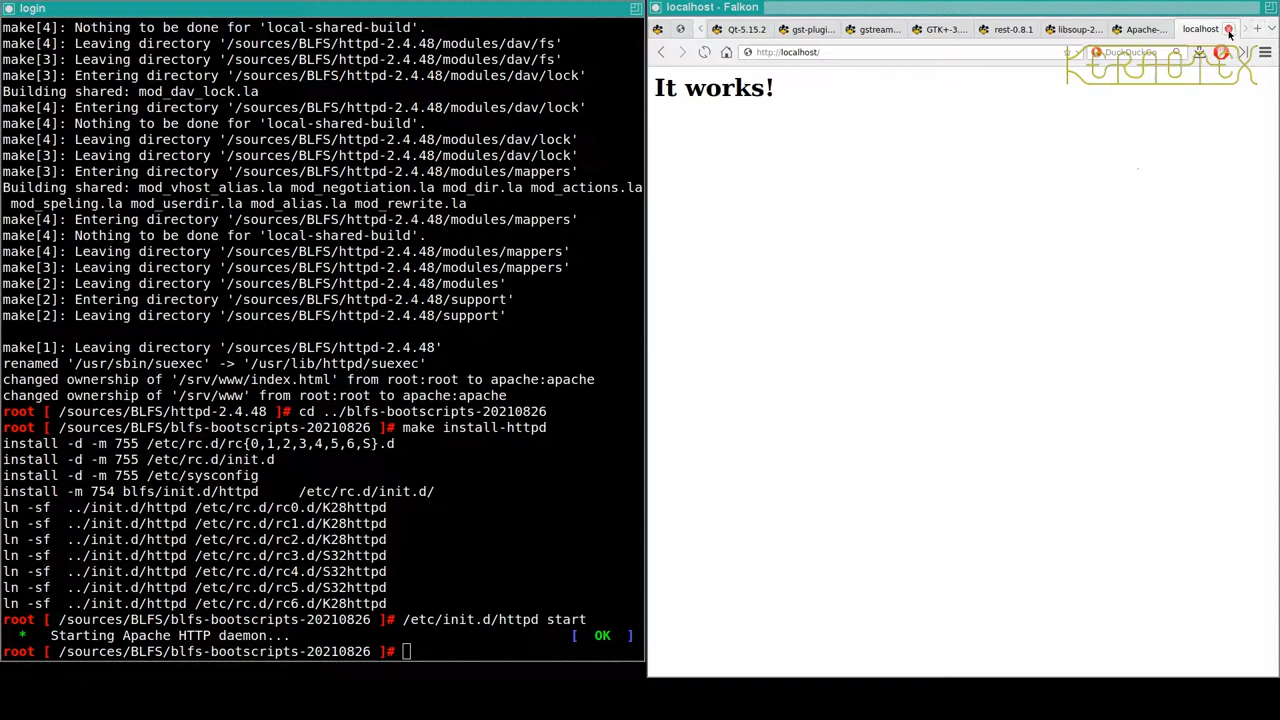 login
make[4]: Nothing to be done for 'local-shared-build'.
make[4]: Leaving directory '/sources/BLFS/httpd-2.4.48/modules/dav/fs'
make[3]: Leaving directory '/sources/BLFS/httpd-2.4.48/modules/dav/fs'
make[3]: Entering directory '/sources/BLFS/httpd-2.4.48/modules/dav/lock'
Building shared: mod_dav_lock.la
make[4]: Entering directory '/sources/BLFS/httpd-2.4.48/modules/dav/lock'
make[4]: Nothing to be done for 'local-shared-build'.
make[4]: Leaving directory '/sources/BLFS/httpd-2.4.48/modules/dav/lock'
make[3]: Leaving directory '/sources/BLFS/httpd-2.4.48/modules/dav/lock'
make[3]: Entering directory '/sources/BLFS/httpd-2.4.48/modules/mappers'
Building shared: mod_vhost_alias.la mod_negotiation.la mod_dir.la mod_actions.la
mod_speling.la mod_userdir.la mod_alias.la mod_rewrite.la
make[4]: Entering directory '/sources/BLFS/httpd-2.4.48/modules/mappers'
make[4]: Nothing to be done for 'local-shared-build'.
make[4]: Leaving directory '/sources/BLFS/httpd-2.4.48/modules/mappers'
make[3]: Leaving directory '/sources/BLFS/httpd-2.4.48/modules/mappers'
make[2]: Leaving directory '/sources/BLFS/httpd-2.4.48/modules'
make[2]: Entering directory '/sources/BLFS/httpd-2.4.48/support'
make[2]: Leaving directory '/sources/BLFS/httpd-2.4.48/support'
make[1]: Leaving directory '/sources/BLFS/httpd-2.4.48'
renamed '/usr/sbin/suexec' -> '/usr/lib/httpd/suexec'
changed ownership of '/srv/www/index.html' from root:root to apache:apache
changed ownership of '/srv/www' from root:root to apache:apache
root [ /sources/BLFS/httpd-2.4.48 ]# cd ../blfs-bootscripts-20210826
root [ /sources/BLFS/blfs-bootscripts-20210826 ]# make install-httpd
install -d -m 755 /etc/rc.d/rc{0,1,2,3,4,5,6,S}.d
install -d -m 755 /etc/rc.d/init.d
install -d -m 755 /etc/sysconfig
install -m 754 blfs/init.d/httpd /etc/rc.d/init.d/
ln -sf ../init.d/httpd /etc/rc.d/rc0.d/K28httpd
ln -sf ../init.d/httpd /etc/rc.d/rc1.d/K28httpd
ln -sf ../init.d/httpd /etc/rc.d/rc2.d/K28httpd
ln -sf ../init.d/httpd /etc/rc.d/rc3.d/S32httpd
ln -sf ../init.d/httpd /etc/rc.d/rc4.d/S32httpd
ln -sf ../init.d/httpd /etc/rc.d/rc5.d/S32httpd
ln -sf ../init.d/httpd /etc/rc.d/rc6.d/K28httpd
root [ /sources/BLFS/blfs-bootscripts-20210826 ]# /etc/init.d/httpd start
* Starting Apache HTTP daemon... [ OK ]
root [ /sources/BLFS/blfs-bootscripts-20210826 ]#
localhost - Falkon
Qt-5.15.2 gst-plugi... gstream... GTK+-3.... rest-0.8.1 libsoup-2... Apache-... localhost
http://localhost/ DuckDuckGo
KERNOTEX
It works!